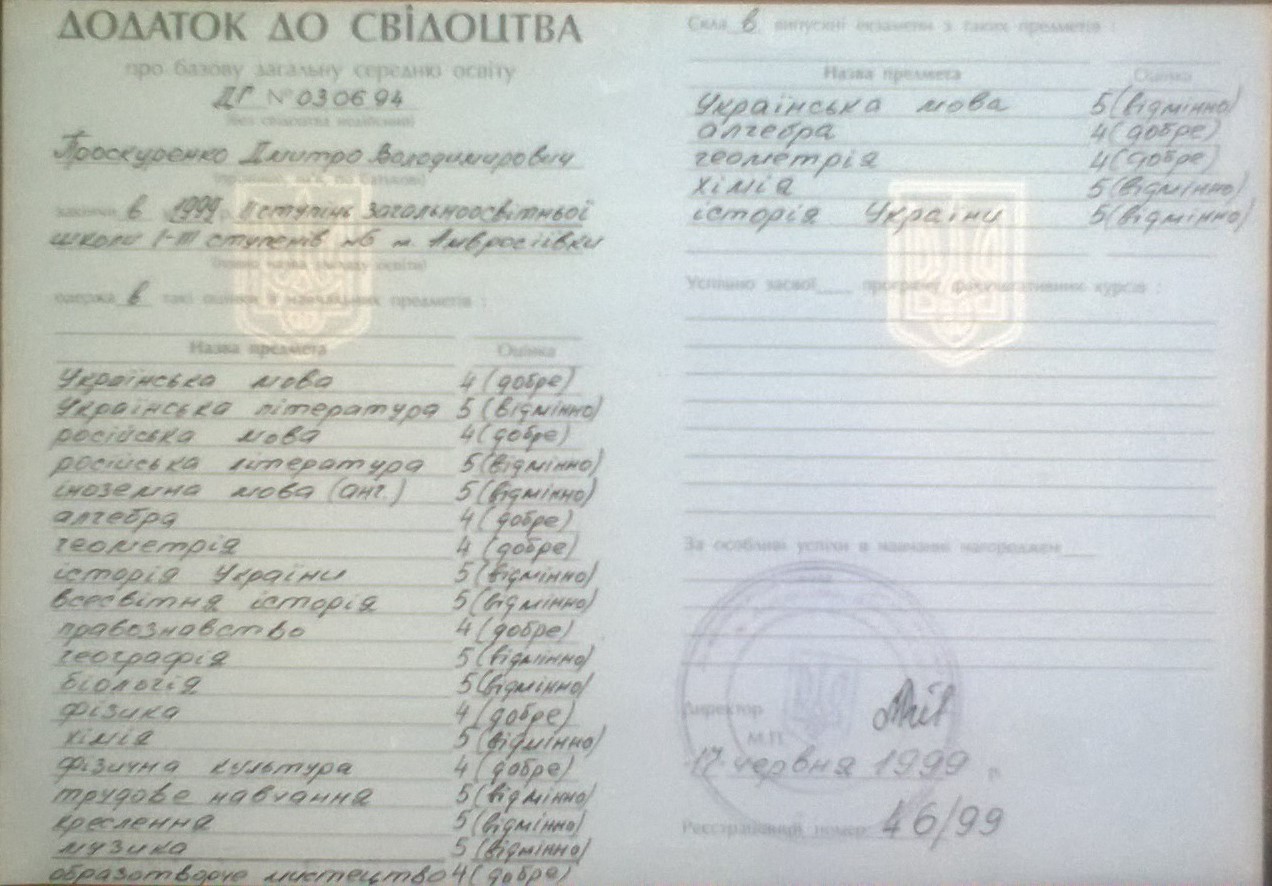 ДОДАТОК ДО СВІДОЦТВА
про базову загальну середню освіту
ДГ №030694
(без свідоцтва недійсний)
Проскуренко Дмитро Володимирович
(прізвище, ім'я, по батькові)
закінчи в 1999 р. II ступінь загальноосвітньої
школи I-III ступенів №6 м. Амвросіївки
(повна назва закладу освіти)
одержа в такі оцінки з навчальних предметів :
Назва предмета Оцінка
Українська мова 4 (добре)
Українська література 5 (відмінно)
російська мова 4 (добре)
російська література 5 (відмінно)
іноземна мова (анг.) 5 (відмінно)
алгебра 4 (добре)
геометрія 4 (добре)
історія України 5 (відмінно)
всесвітня історія 5 (відмінно)
правознавство 4 (добре)
географія 5 (відмінно)
біологія 5 (відмінно)
фізика 4 (добре)
хімія 5 (відмінно)
фізична культура 4 (добре)
трудове навчання 5 (відмінно)
креслення 5 (відмінно)
музика 5 (відмінно)
образотворче мистецтво 4 (добре)
Скла в випускні екзамени з таких предметів :
Назва предмета Оцінка
Українська мова 5 (відмінно)
алгебра 4 (добре)
геометрія 4 (добре)
хімія 5 (відмінно)
історія України 5 (відмінно)
Успішно засвої___ програму факультативних курсів :
За особливі успіхи в навчанні нагороджен___
Директор
М.П.
17 червня 1999 р.
Реєстраційний номер 46/99